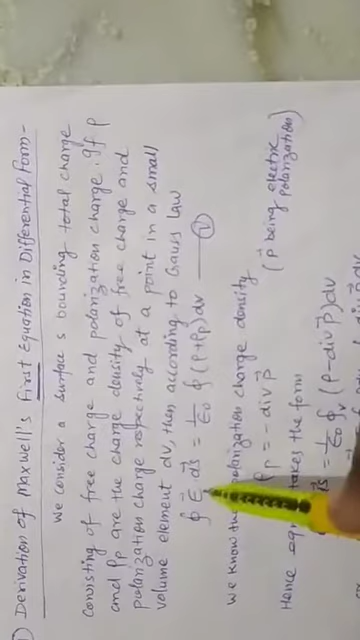 1) Derivation of Maxwell's First Equation in Differential Form-
We consider a surface s bounding total charge
consisting of free charge and polarization charge. If ρ
and ρp are the charge density of free charge and
polarization charge respectively at a point in a small
volume element dv, then according to Gauss law
∮ E⃗ d⃗s = 1/ε0 ∮ (ρ+ρp)dv — ①
We know the polarization charge density
ρp = -div P⃗ (P⃗ being electric polarization)
Hence takes the form
= 1/ε0 ∮v (ρ-div P⃗)dv